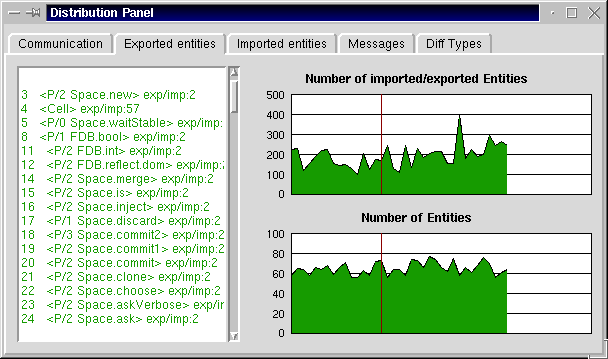 Distribution Panel
Communication Exported entities Imported entities Messages Diff Types
3 <P/2 Space.new> exp/imp:2
4 <Cell> exp/imp:57
5 <P/0 Space.waitStable> exp/imp:
8 <P/1 FDB.bool> exp/imp:2
11 <P/2 FDB.int> exp/imp:2
12 <P/2 FDB.reflect.dom> exp/imp:2
14 <P/2 Space.merge> exp/imp:2
15 <P/2 Space.is> exp/imp:2
16 <P/2 Space.inject> exp/imp:2
17 <P/1 Space.discard> exp/imp:2
18 <P/3 Space.commit2> exp/imp:2
19 <P/2 Space.commit1> exp/imp:2
20 <P/2 Space.commit> exp/imp:2
21 <P/2 Space.clone> exp/imp:2
22 <P/2 Space.choose> exp/imp:2
23 <P/2 Space.askVerbose> exp/im
24 <P/2 Space.ask> exp/imp:2
Number of imported/exported Entities
500
400
300
200
100
0
Number of Entities
100
80
60
40
20
0